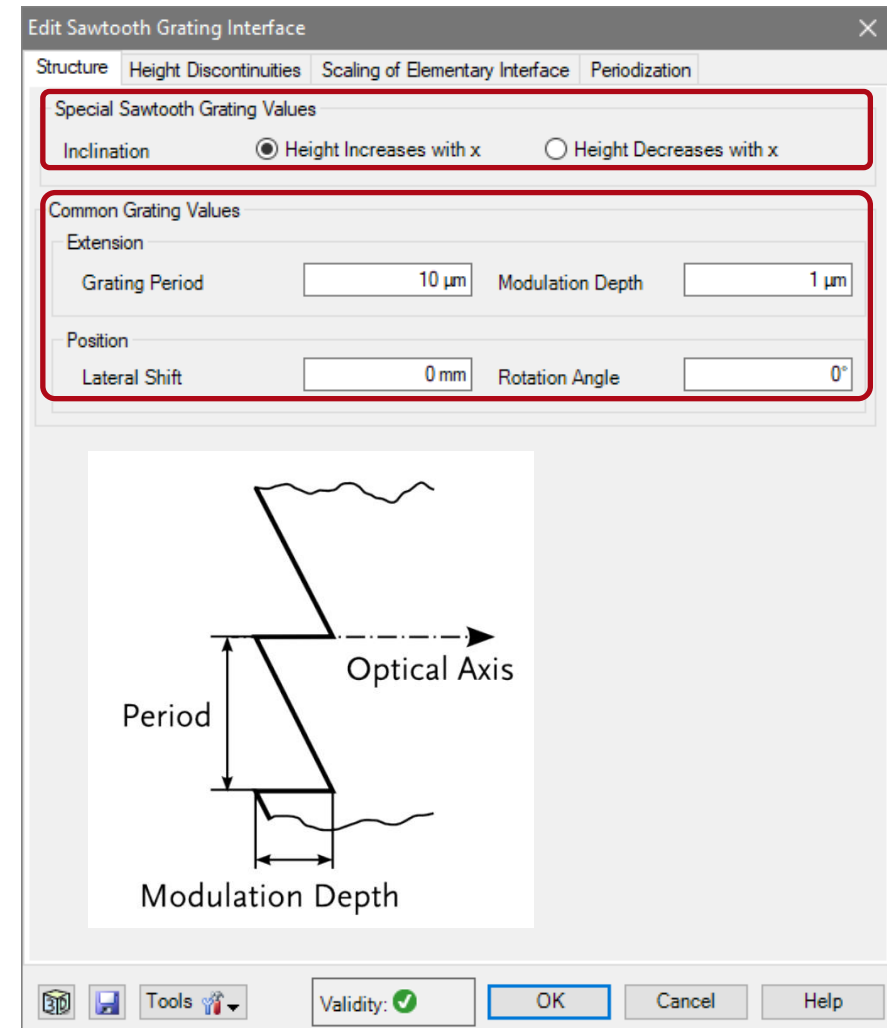 Edit Sawtooth Grating Interface
Structure Height Discontinuities Scaling of Elementary Interface Periodization
Special Sawtooth Grating Values
Inclination Height Increases with x Height Decreases with x
Common Grating Values
Extension
Grating Period 10 µm Modulation Depth 1 µm
Position
Lateral Shift 0 mm Rotation Angle 0°
Optical Axis
Period
Modulation Depth
3D Tools Validity: OK Cancel Help